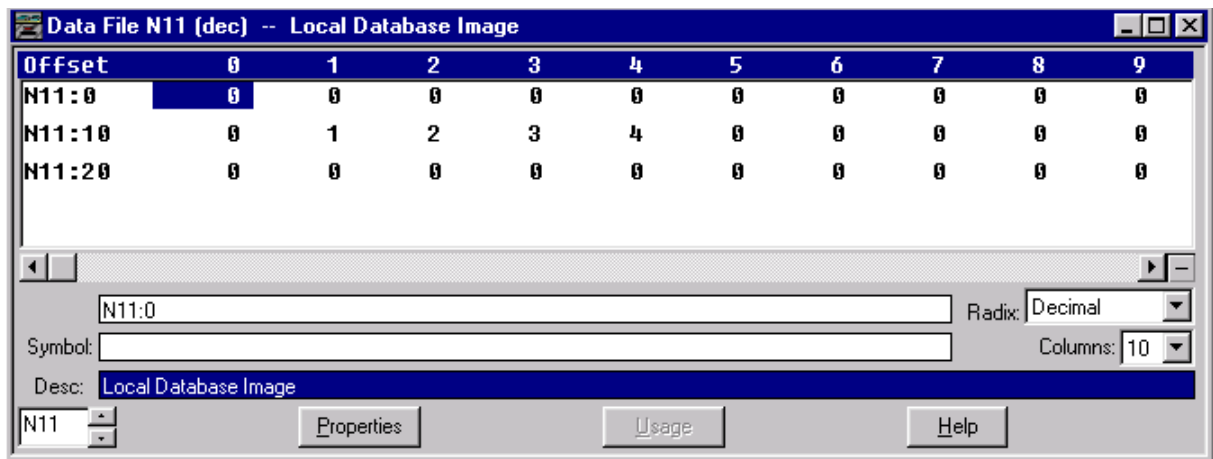 Data File N11 (dec) -- Local Database Image
Offset 0 1 2 3 4 5 6 7 8 9
N11:0 0 0 0 0 0 0 0 0 0 0
N11:10 0 1 2 3 4 0 0 0 0 0
N11:20 0 0 0 0 0 0 0 0 0 0
N11:0 Radix: Decimal
Symbol: Columns: 10
Desc: Local Database Image
N11 Properties Usage Help